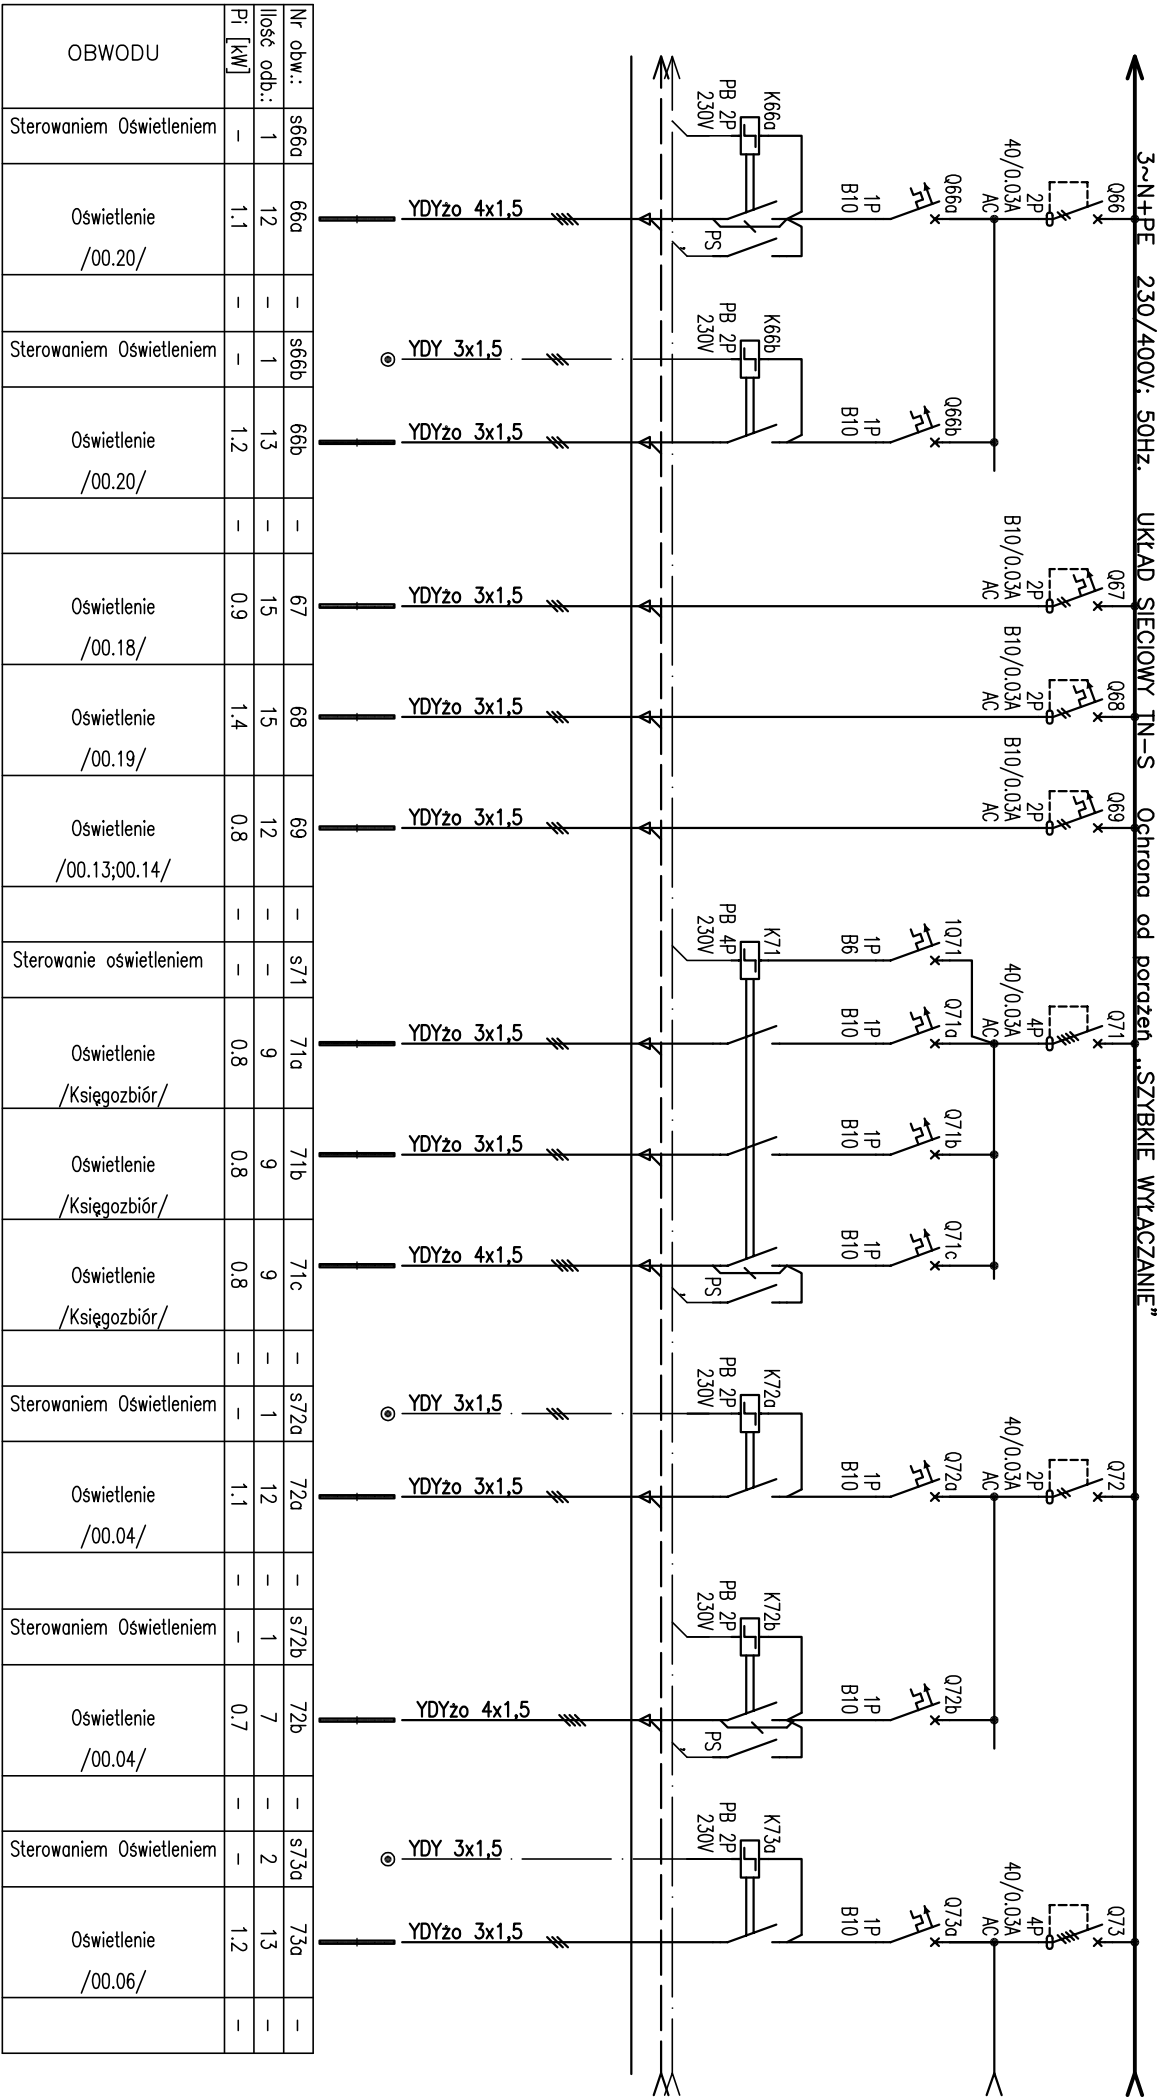 3~N+PE 230/400V; 50Hz. UKŁAD SIECIOWY TN-S Ochrona od porażeń „SZYBKIE WYŁĄCZANIE”
Q66
2P
40/0.03A
AC
Q67
2P
B10/0.03A
AC
Q68
2P
B10/0.03A
AC
Q69
2P
B10/0.03A
AC
Q71
4P
40/0.03A
AC
Q72
2P
40/0.03A
AC
Q73
4P
40/0.03A
AC
Q66a
1P
B10
Q66b
1P
B10
1Q71
1P
B6
Q71a
1P
B10
Q71b
1P
B10
Q71c
1P
B10
Q72a
1P
B10
Q72b
1P
B10
Q73a
1P
B10
K66a
PB 2P
230V
PS
K66b
PB 2P
230V
K71
PB 4P
230V
PS
K72a
PB 2P
230V
K72b
PB 2P
230V
PS
K73a
PB 2P
230V
YDYżo 4x1,5
YDY 3x1,5
YDYżo 3x1,5
YDYżo 3x1,5
YDYżo 3x1,5
YDYżo 3x1,5
YDYżo 3x1,5
YDYżo 3x1,5
YDYżo 4x1,5
YDY 3x1,5
YDYżo 3x1,5
YDYżo 4x1,5
YDY 3x1,5
YDYżo 3x1,5
Nr obw.: s66a 66a - s66b 66b - 67 68 69 - s71 71a 71b 71c - s72a 72a - s72b 72b - s73a 73a -
Ilość odb.: 1 12 - 1 13 - 15 15 12 - - 9 9 9 - 1 12 - 1 7 - 2 13 -
Pi [kW] - 1.1 - - 1.2 - 0.9 1.4 0.8 - - 0.8 0.8 0.8 - - 1.1 - - 0.7 - - 1.2 -
OBWODU
Sterowaniem Oświetleniem
Oświetlenie
/00.20/
Sterowaniem Oświetleniem
Oświetlenie
/00.20/
Oświetlenie
/00.18/
Oświetlenie
/00.19/
Oświetlenie
/00.13;00.14/
Sterowanie oświetleniem
Oświetlenie
/Księgozbiór/
Oświetlenie
/Księgozbiór/
Oświetlenie
/Księgozbiór/
Sterowaniem Oświetleniem
Oświetlenie
/00.04/
Sterowaniem Oświetleniem
Oświetlenie
/00.04/
Sterowaniem Oświetleniem
Oświetlenie
/00.06/